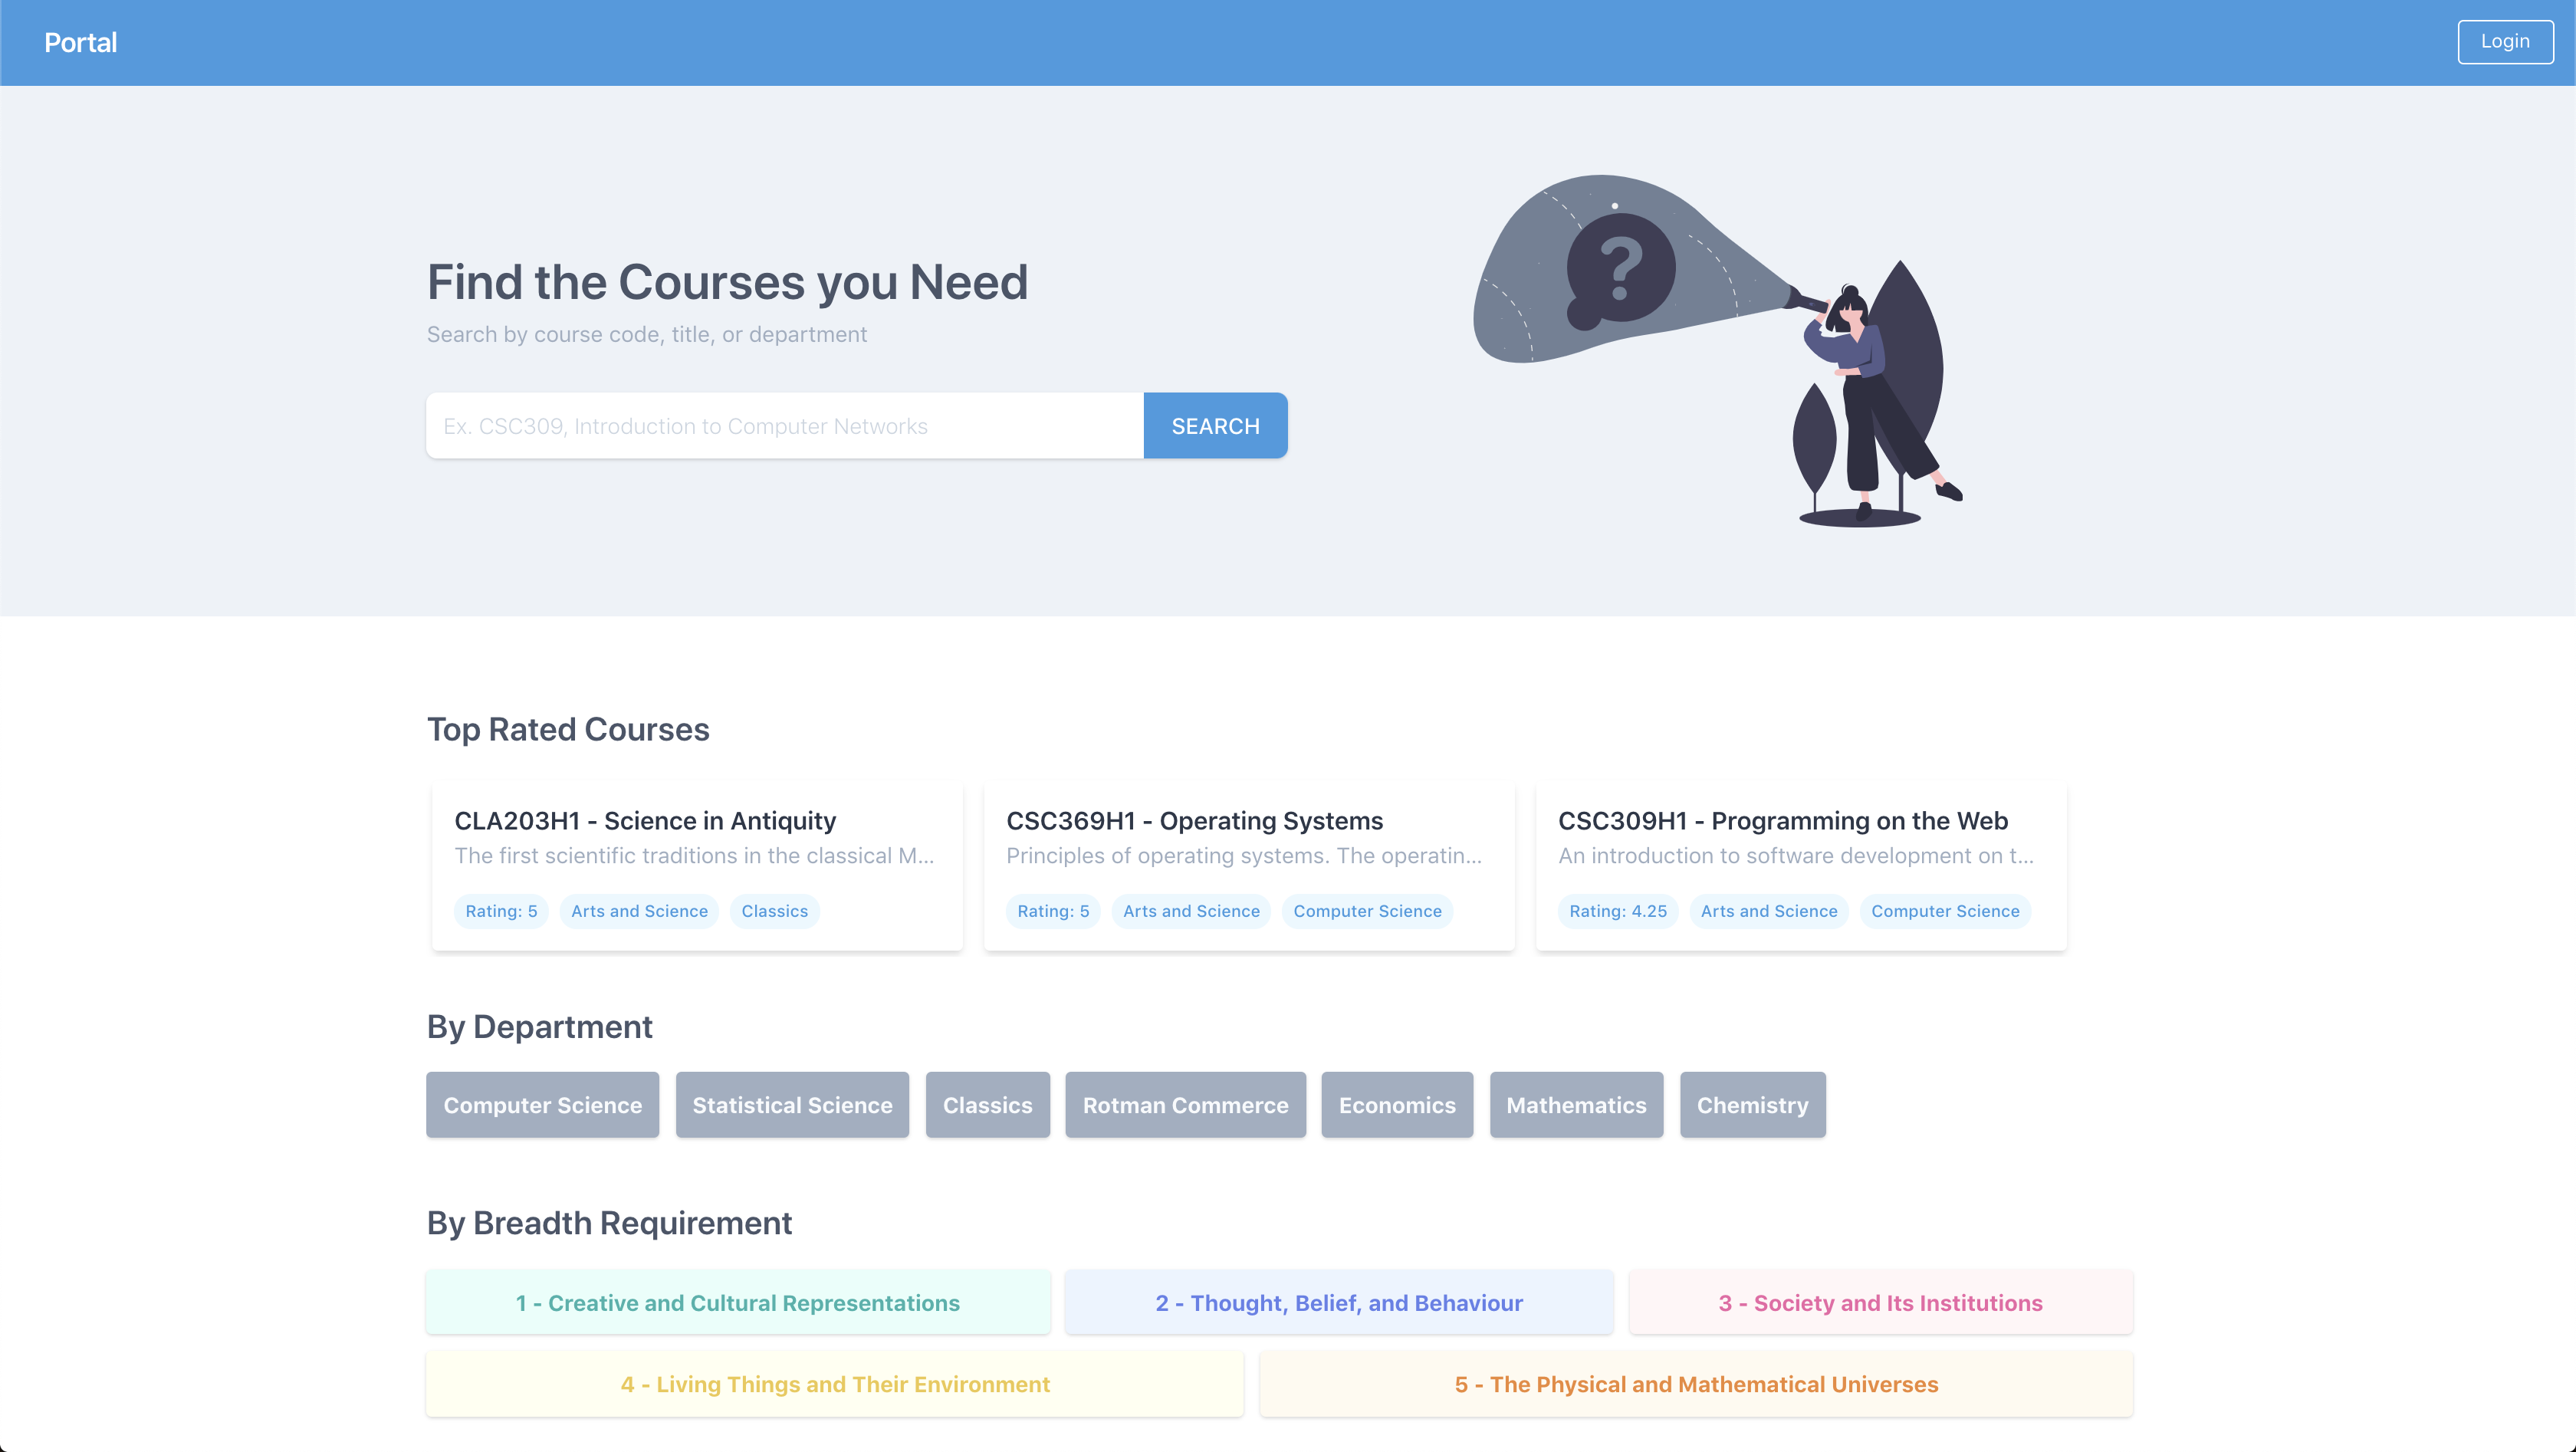 Portal
Login
?
Find the Courses you Need
Search by course code, title, or department
Ex. CSC309, Introduction to Computer Networks
SEARCH
Top Rated Courses
CLA203H1 - Science in Antiquity
The first scientific traditions in the classical M...
Rating: 5 Arts and Science Classics
CSC369H1 - Operating Systems
Principles of operating systems. The operatin...
Rating: 5 Arts and Science Computer Science
CSC309H1 - Programming on the Web
An introduction to software development on t...
Rating: 4.25 Arts and Science Computer Science
By Department
Computer Science Statistical Science Classics Rotman Commerce Economics Mathematics Chemistry
By Breadth Requirement
1 - Creative and Cultural Representations 2 - Thought, Belief, and Behaviour 3 - Society and Its Institutions
4 - Living Things and Their Environment 5 - The Physical and Mathematical Universes